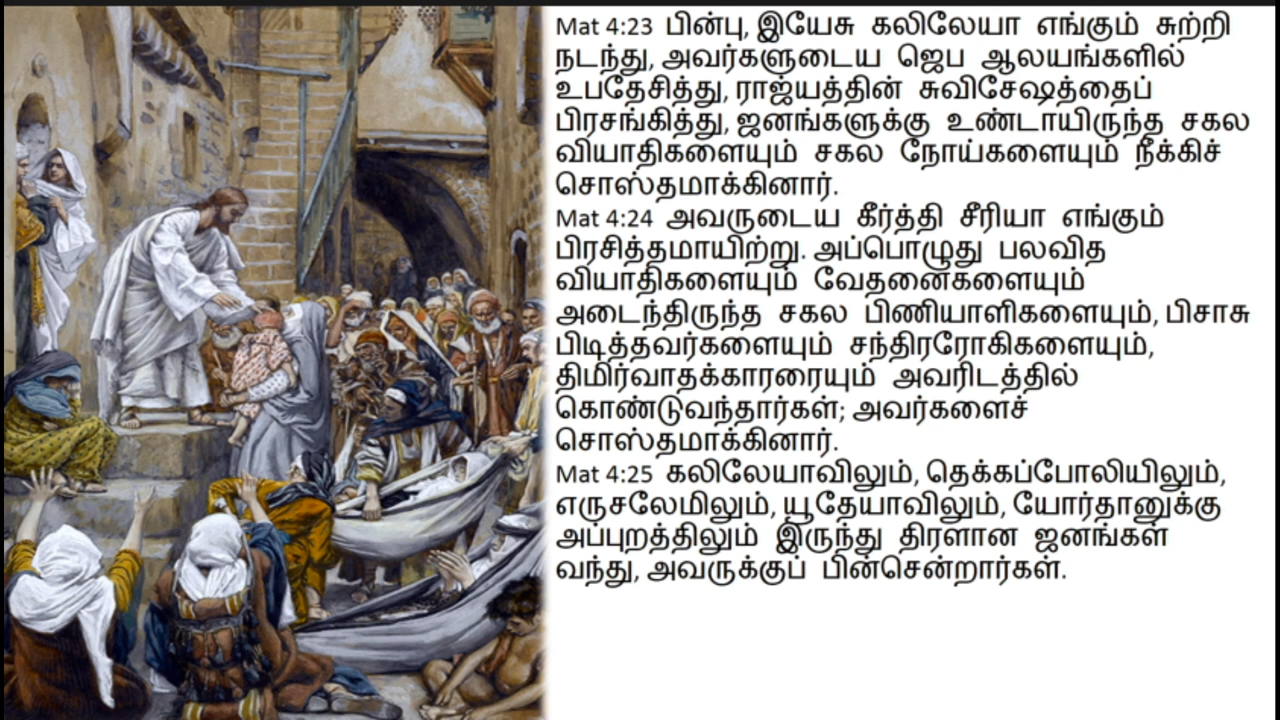 Mat 4:23 பின்பு, இயேசு கலிலேயா எங்கும் சுற்றி
நடந்து, அவர்களுடைய ஜெப ஆலயங்களில்
உபதேசித்து, ராஜ்யத்தின் சுவிசேஷத்தைப்
பிரசங்கித்து, ஜனங்களுக்கு உண்டாயிருந்த சகல
வியாதிகளையும் சகல நோய்களையும் நீக்கிச்
சொஸ்தமாக்கினார்.
Mat 4:24 அவருடைய கீர்த்தி சீரியா எங்கும்
பிரசித்தமாயிற்று. அப்பொழுது பலவித
வியாதிகளையும் வேதனைகளையும்
அடைந்திருந்த சகல பிணியாளிகளையும், பிசாசு
பிடித்தவர்களையும் சந்திரரோகிகளையும்,
திமிர்வாதக்காரரையும் அவரிடத்தில்
கொண்டுவந்தார்கள்; அவர்களைச்
சொஸ்தமாக்கினார்.
Mat 4:25 கலிலேயாவிலும், தெக்கப்போலியிலும்,
எருசலேமிலும், யூதேயாவிலும், யோர்தானுக்கு
அப்புறத்திலும் இருந்து திரளான ஜனங்கள்
வந்து, அவருக்குப் பின்சென்றார்கள்.